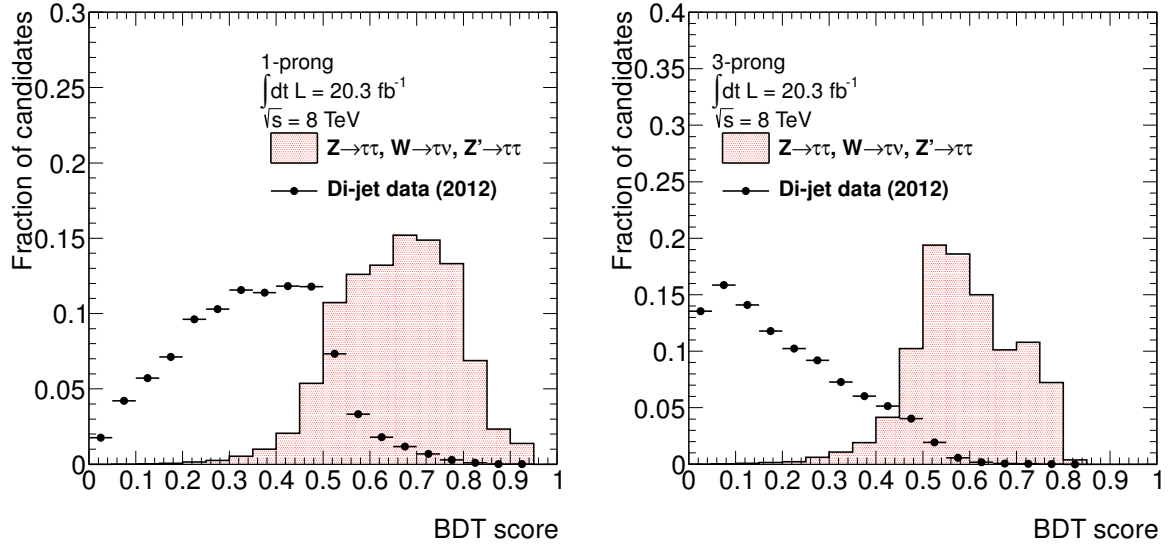 Fraction of candidates
0.3
0.25
0.2
0.15
0.1
0.05
0
1-prong
∫dt L = 20.3 fb⁻¹
√s = 8 TeV
Z→ττ, W→τν, Z'→ττ
Di-jet data (2012)
0 0.1 0.2 0.3 0.4 0.5 0.6 0.7 0.8 0.9 1
BDT score
Fraction of candidates
0.4
0.35
0.3
0.25
0.2
0.15
0.1
0.05
0
3-prong
∫dt L = 20.3 fb⁻¹
√s = 8 TeV
Z→ττ, W→τν, Z'→ττ
Di-jet data (2012)
0 0.1 0.2 0.3 0.4 0.5 0.6 0.7 0.8 0.9 1
BDT score